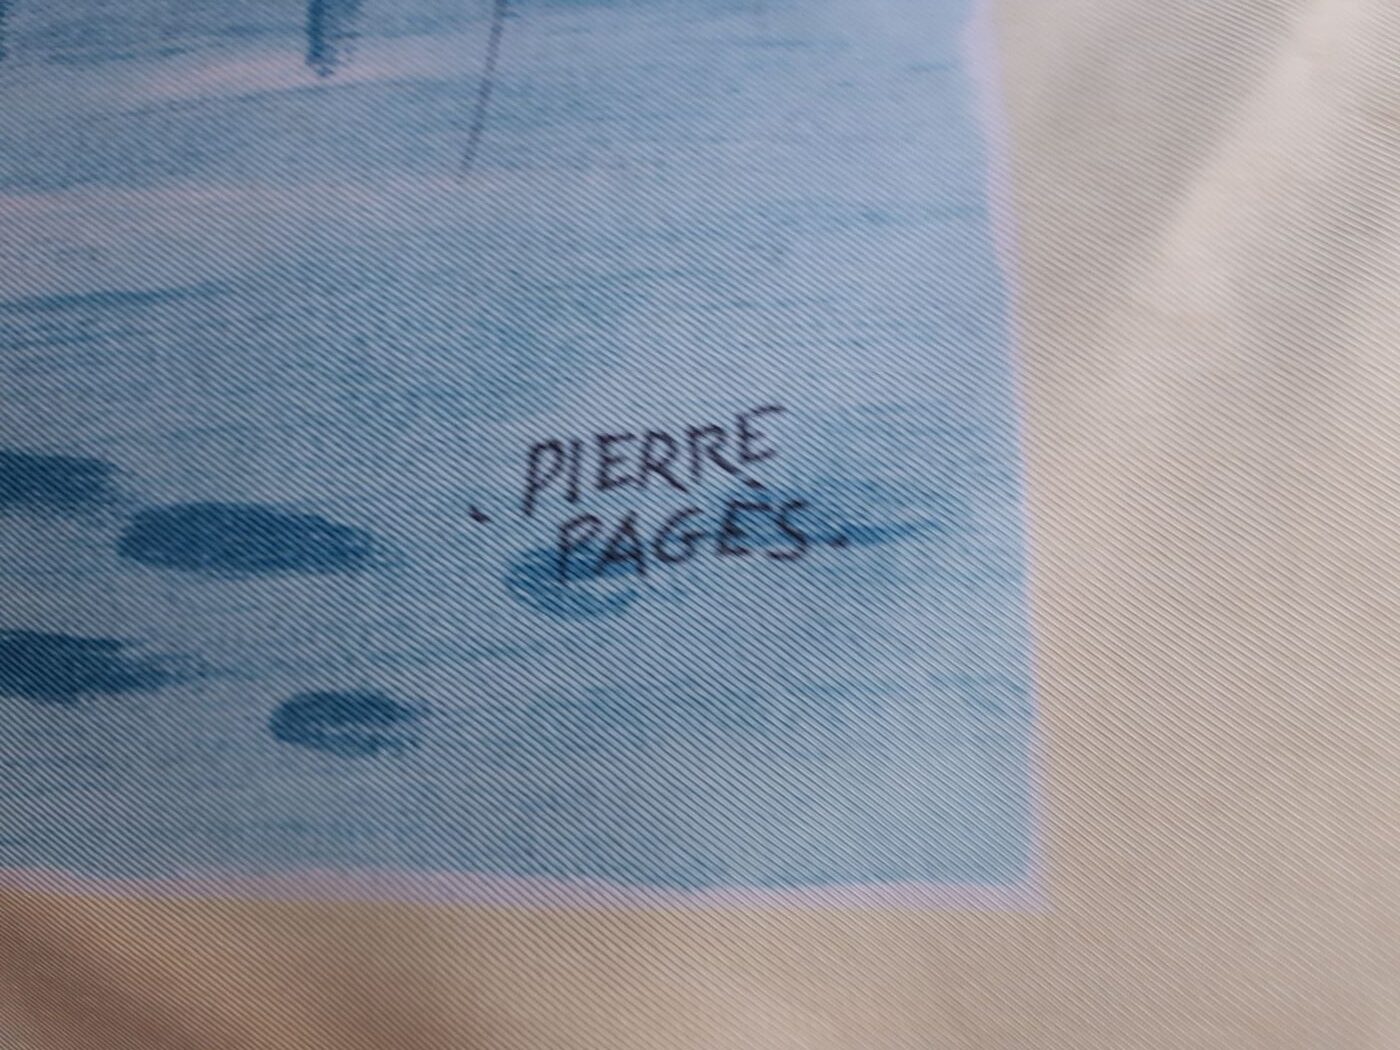 . PIERRE
PAGÈS.